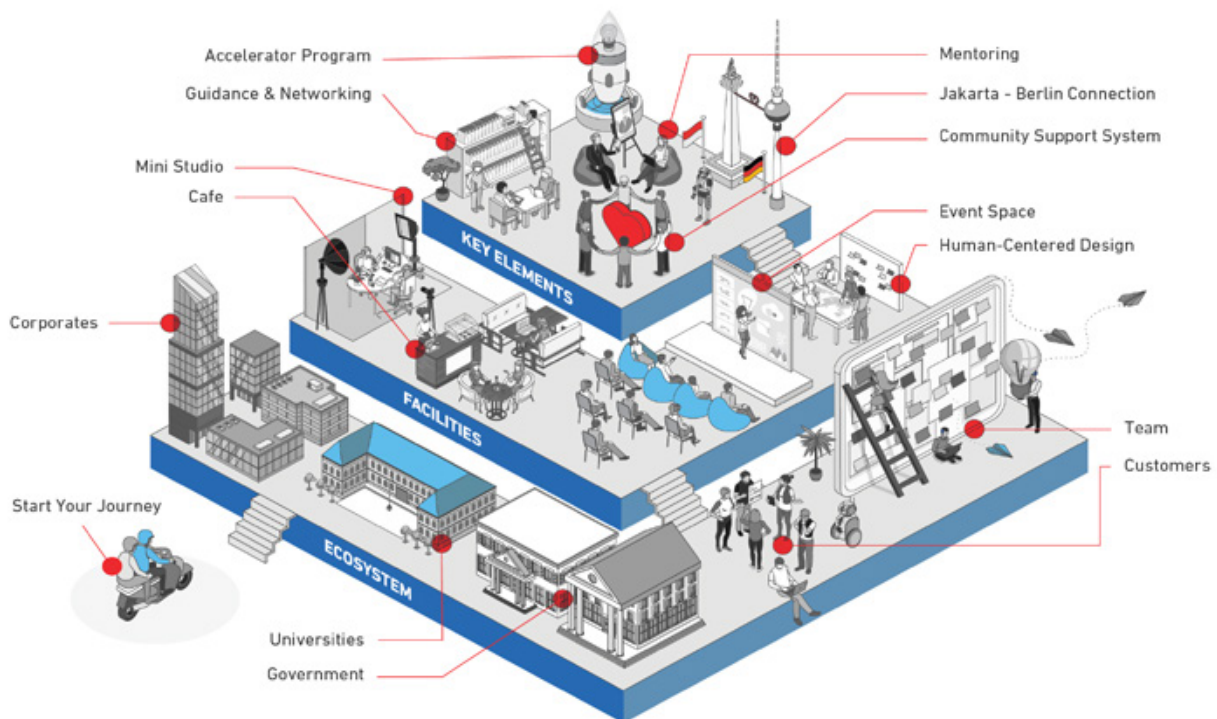 Accelerator Program
Mentoring
Guidance & Networking
Jakarta - Berlin Connection
Community Support System
Mini Studio
Cafe
Event Space
KEY ELEMENTS
Human-Centered Design
Corporates
FACILITIES
Team
Customers
Start Your Journey
ECOSYSTEM
Universities
Government